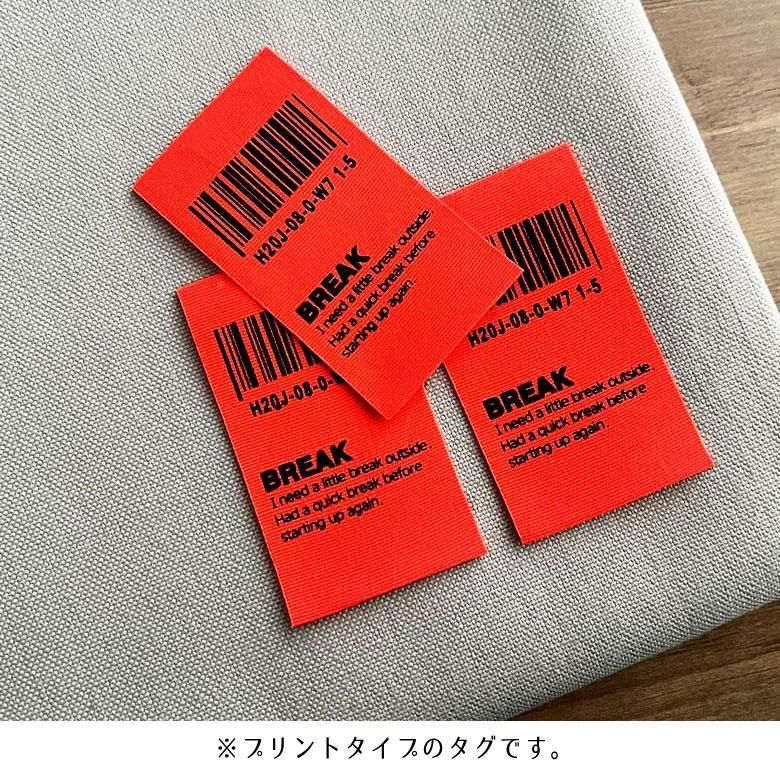 H20J-08-0-W7 1-5
BREAK
I need a little break outside.
Had a quick break before
starting up again.
H20J-08-0-W7 1-5
BREAK
I need a little break outside.
Had a quick break before
starting up again.
H20J-08-0-
BREAK
I need a little break outside.
Had a quick break before
starting up again.
※プリントタイプのタグです。